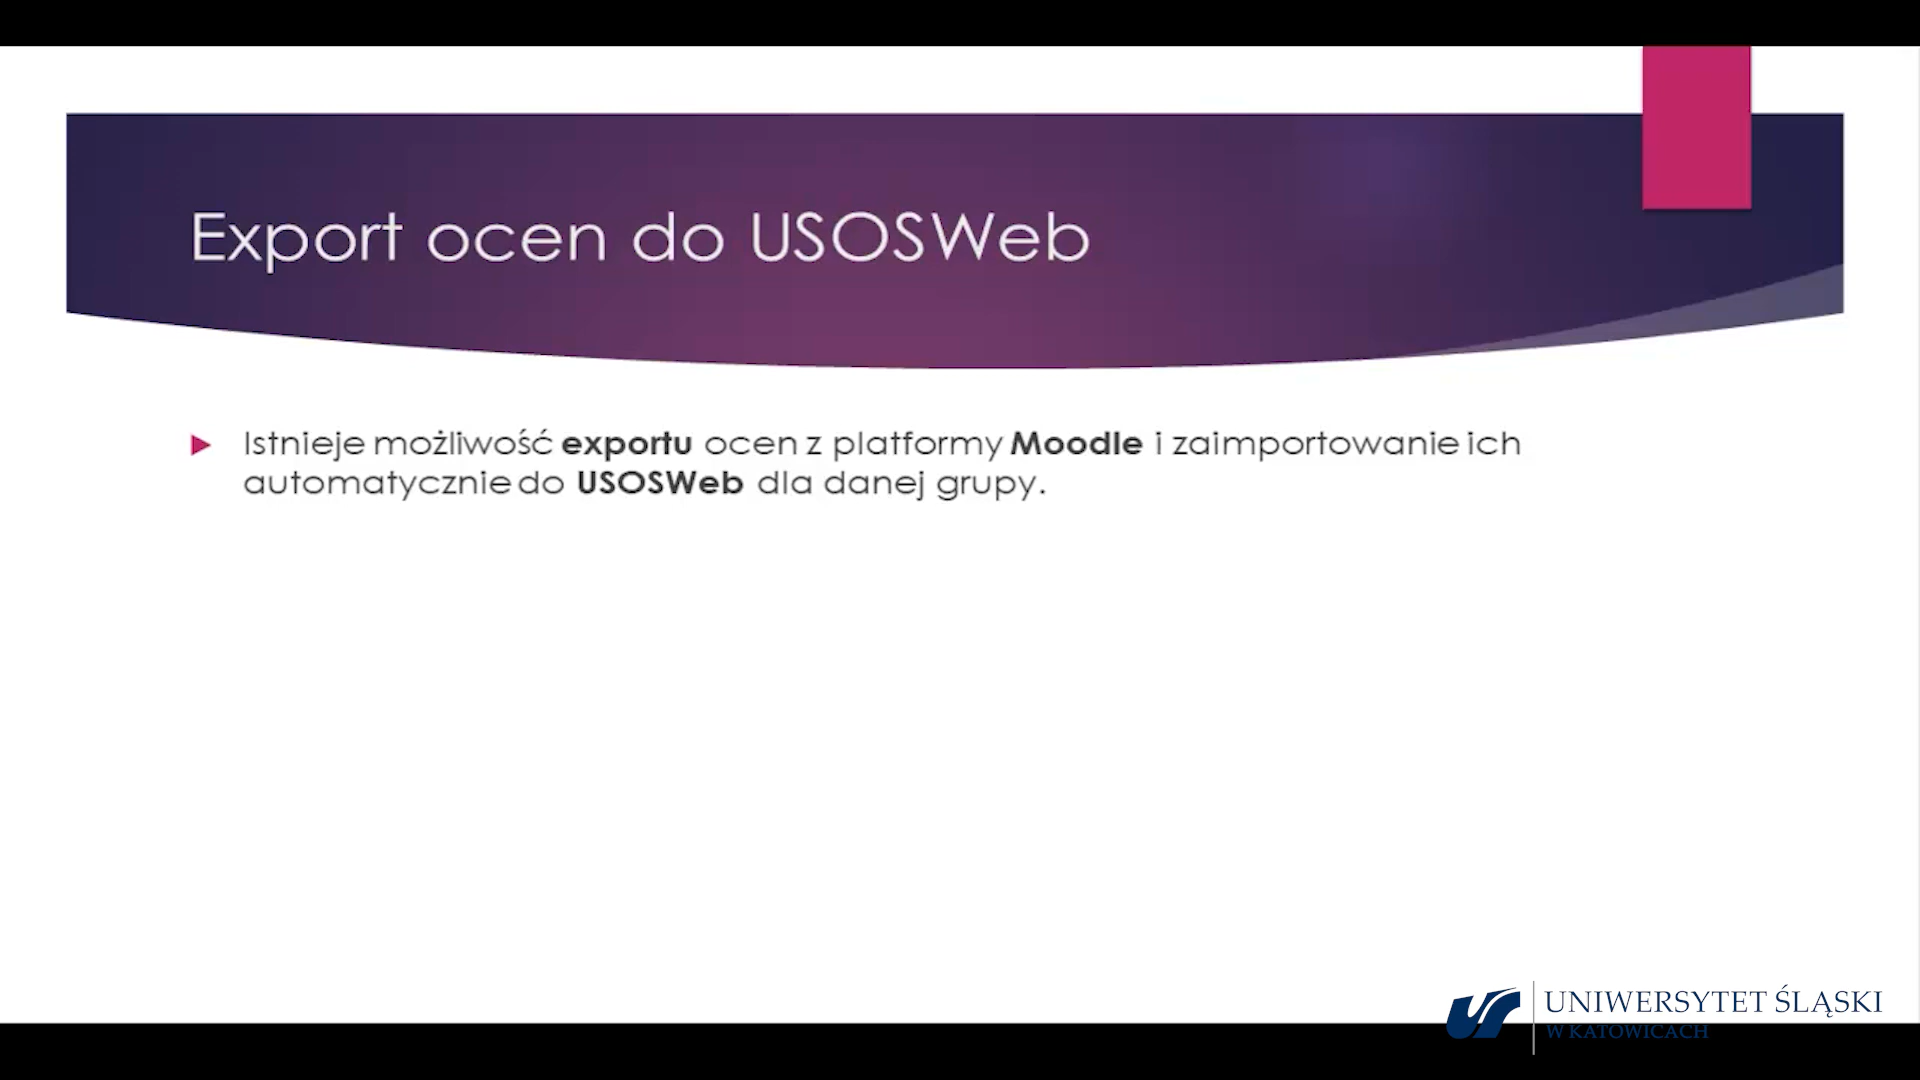 Export ocen do USOSWeb
Istnieje możliwość exportu ocen z platformy Moodle i zaimportowanie ich
automatycznie do USOSWeb dla danej grupy.
UNIWERSYTET ŚLĄSKI
W KATOWICACH